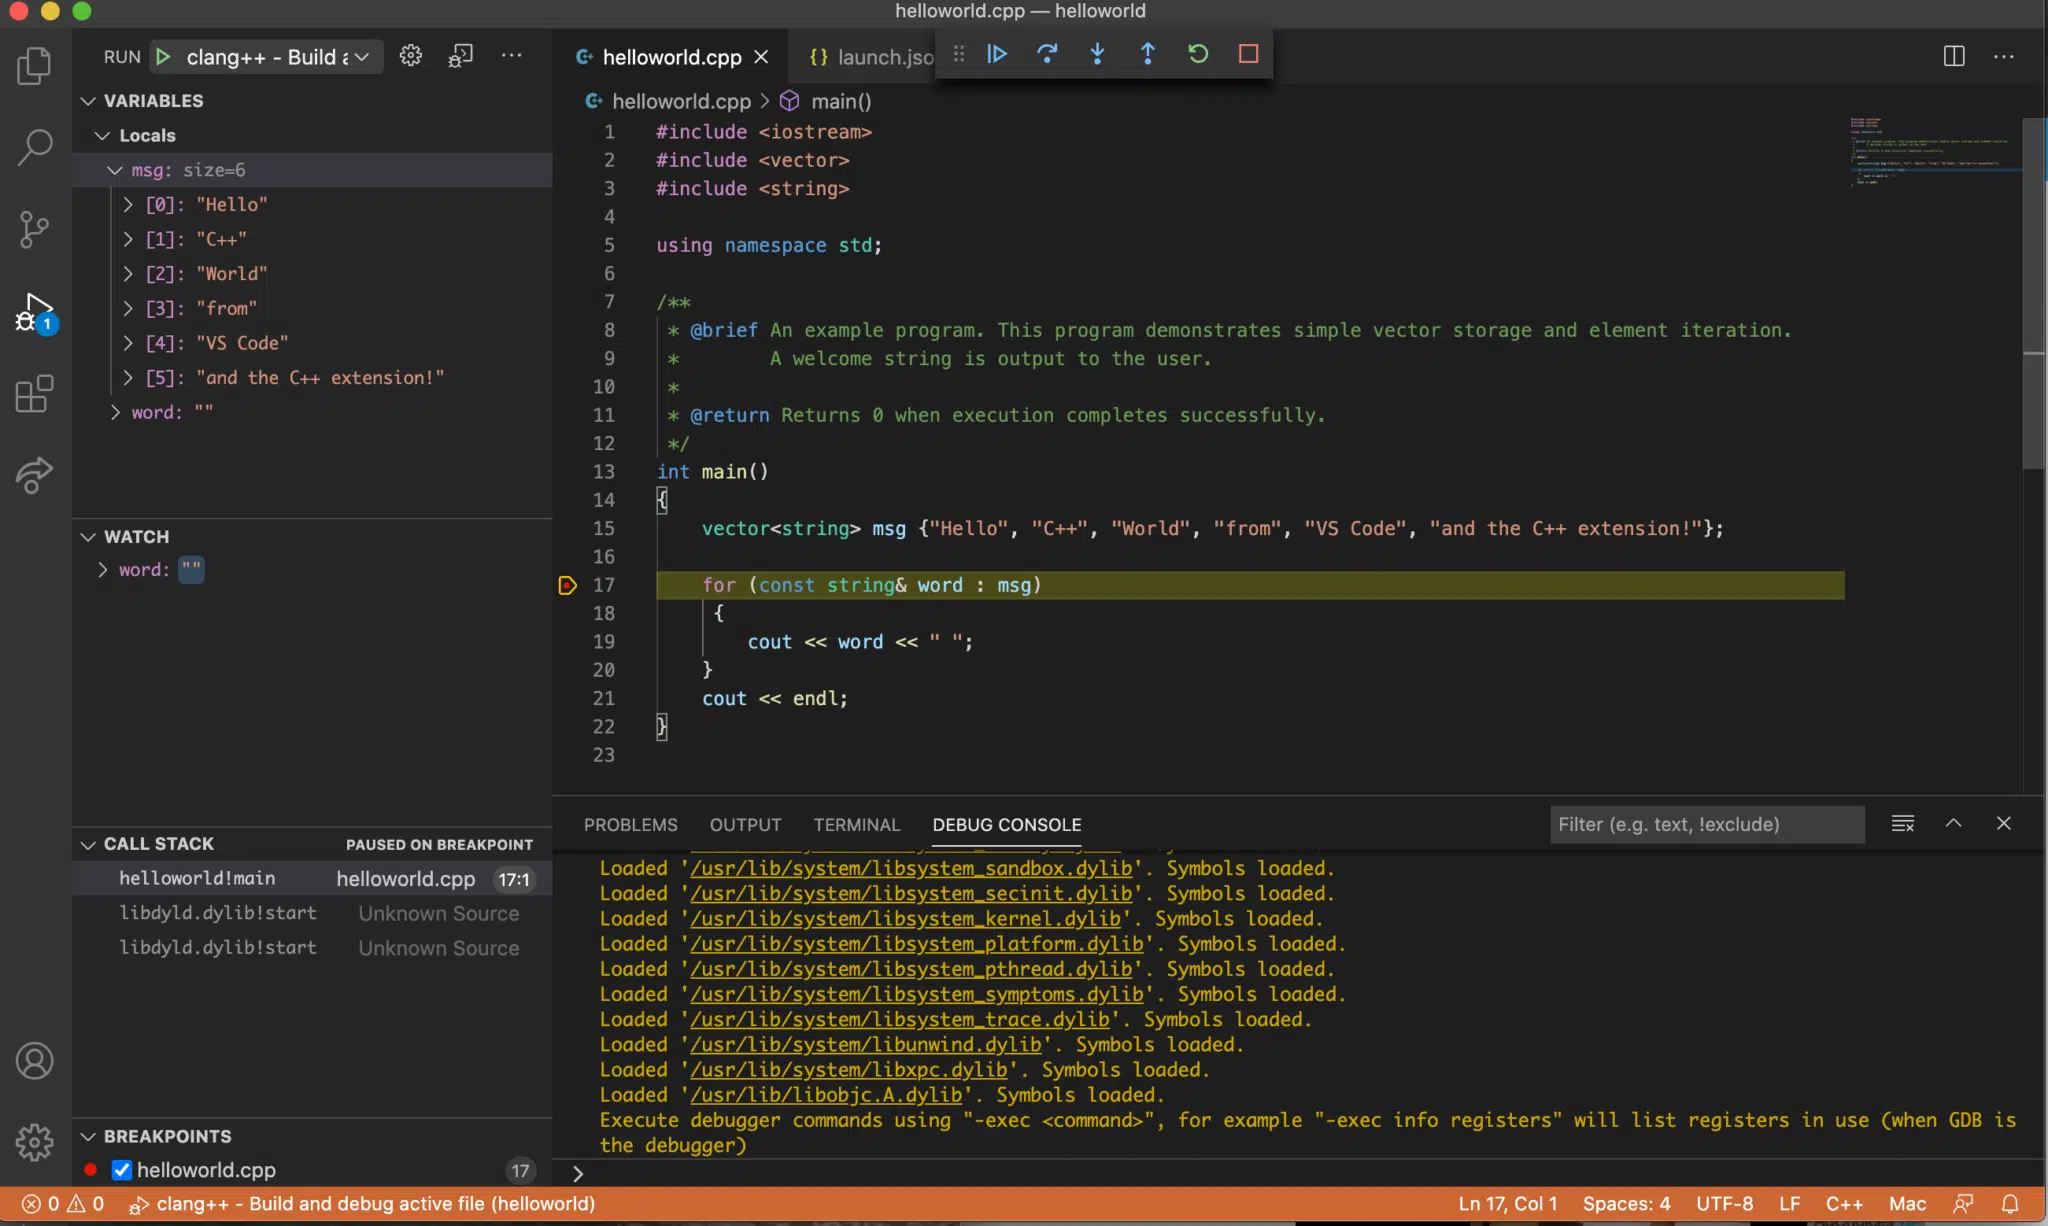 helloworld.cpp — helloworld
RUN clang++ - Build a
helloworld.cpp
{} launch.jso
helloworld.cpp > main()
VARIABLES
Locals
msg: size=6
[0]: "Hello"
[1]: "C++"
[2]: "World"
[3]: "from"
[4]: "VS Code"
[5]: "and the C++ extension!"
word: ""
WATCH
word: ""
CALL STACK PAUSED ON BREAKPOINT
helloworld!main helloworld.cpp 17:1
libdyld.dylib!start Unknown Source
libdyld.dylib!start Unknown Source
BREAKPOINTS
helloworld.cpp 17
1
1 #include <iostream>
2 #include <vector>
3 #include <string>
4
5 using namespace std;
6
7 /**
8 * @brief An example program. This program demonstrates simple vector storage and element iteration.
9 * A welcome string is output to the user.
10 *
11 * @return Returns 0 when execution completes successfully.
12 */
13 int main()
14 {
15 vector<string> msg {"Hello", "C++", "World", "from", "VS Code", "and the C++ extension!"};
16
17 for (const string& word : msg)
18 {
19 cout << word << " ";
20 }
21 cout << endl;
22 }
23
PROBLEMS OUTPUT TERMINAL DEBUG CONSOLE Filter (e.g. text, !exclude)
Loaded '/usr/lib/system/libsystem_sandbox.dylib'. Symbols loaded.
Loaded '/usr/lib/system/libsystem_secinit.dylib'. Symbols loaded.
Loaded '/usr/lib/system/libsystem_kernel.dylib'. Symbols loaded.
Loaded '/usr/lib/system/libsystem_platform.dylib'. Symbols loaded.
Loaded '/usr/lib/system/libsystem_pthread.dylib'. Symbols loaded.
Loaded '/usr/lib/system/libsystem_symptoms.dylib'. Symbols loaded.
Loaded '/usr/lib/system/libsystem_trace.dylib'. Symbols loaded.
Loaded '/usr/lib/system/libunwind.dylib'. Symbols loaded.
Loaded '/usr/lib/system/libxpc.dylib'. Symbols loaded.
Loaded '/usr/lib/libobjc.A.dylib'. Symbols loaded.
Execute debugger commands using "-exec <command>", for example "-exec info registers" will list registers in use (when GDB is
the debugger)
>
0 0 clang++ - Build and debug active file (helloworld) Ln 17, Col 1 Spaces: 4 UTF-8 LF C++ Mac